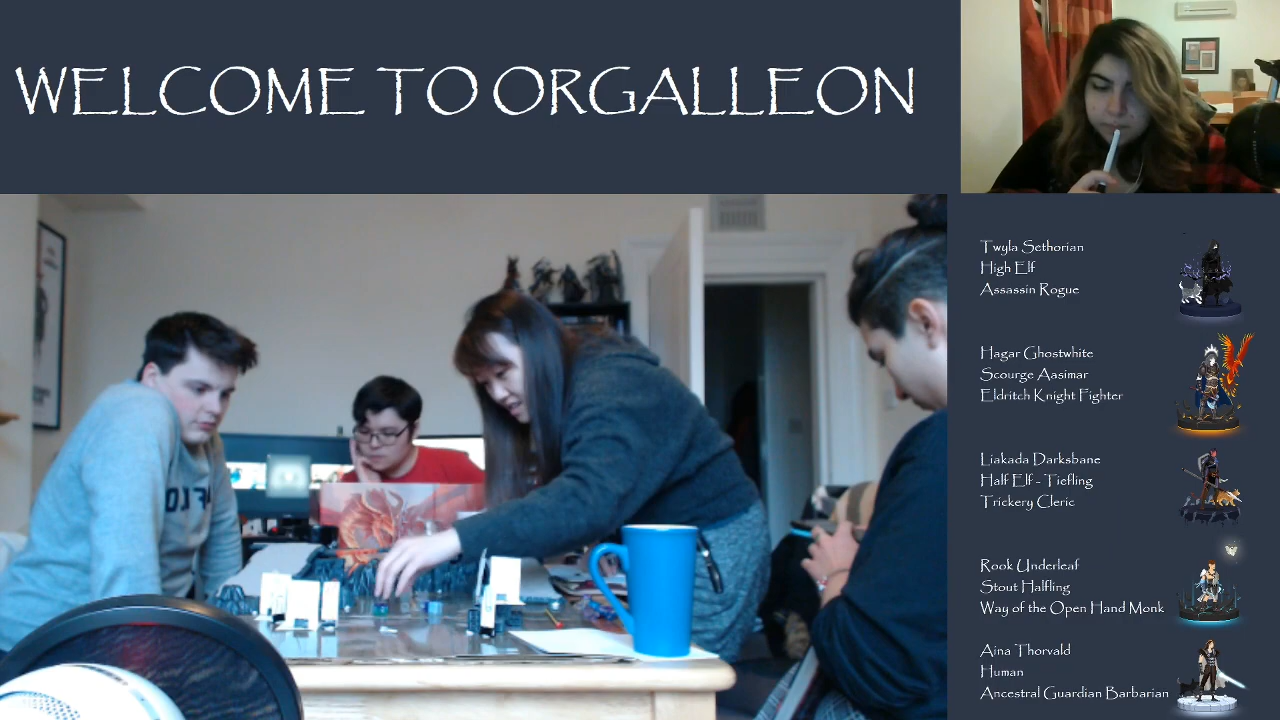 WELCOME TO ORGALLEON
Twyla Sethorian
High Elf
Assassin Rogue
Hagar Ghostwhite
Scourge Aasimar
Eldritch Knight Fighter
Liakada Darksbane
Half Elf - Tiefling
Trickery Cleric
Rook Underleaf
Stout Halfling
Way of the Open Hand Monk
Aina Thorvald
Human
Ancestral Guardian Barbarian